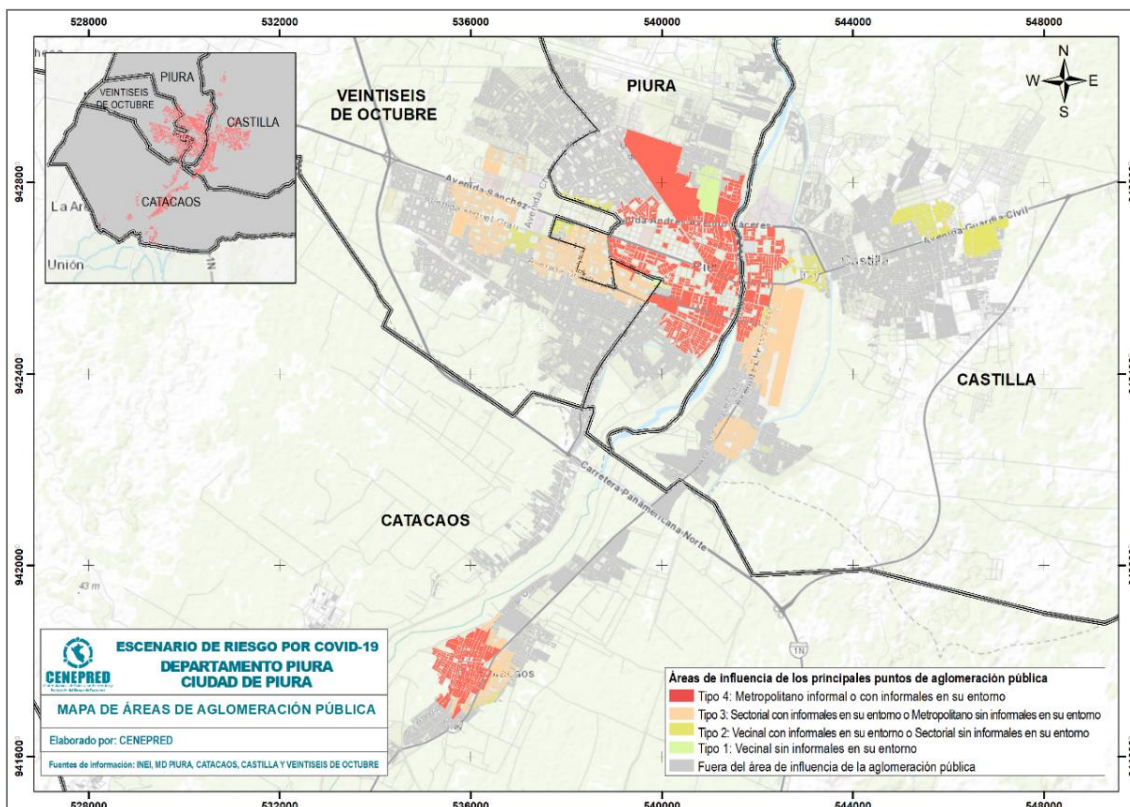 528000 532000 536000 540000 544000 548000
PIURA
VEINTISEIS
DE OCTUBRE
CASTILLA
CATACAOS
La Are
Unión
1N
VEINTISEIS
DE OCTUBRE
PIURA
N
W E
S
942800
Avenida Sanchez
Avenida Guardia Civil
Castilla
942400
CASTILLA
CATACAOS
Carretera Panamericana Norte
942000
43 m
1N
CENEPRED
ESCENARIO DE RIESGO POR COVID-19
DEPARTAMENTO PIURA
CIUDAD DE PIURA
MAPA DE ÁREAS DE AGLOMERACIÓN PÚBLICA
Elaborado por: CENEPRED
Fuentes de información: INEI, MD PIURA, CATACAOS, CASTILLA Y VEINTISEIS DE OCTUBRE
Áreas de influencia de los principales puntos de aglomeración pública
Tipo 4: Metropolitano informal o con informales en su entorno
Tipo 3: Sectorial con informales en su entorno o Metropolitano sin informales en su entorno
Tipo 2: Vecinal con informales en su entorno o Sectorial sin informales en su entorno
Tipo 1: Vecinal sin informales en su entorno
Fuera del área de influencia de la aglomeración pública
941600
528000 532000 536000 540000 544000 548000